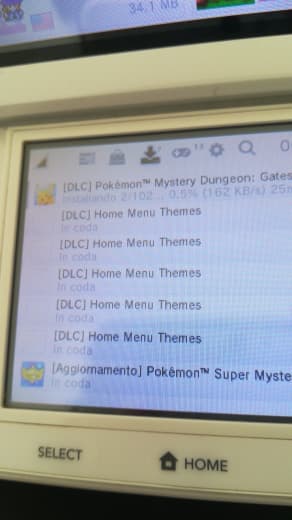 34.1 MB
[DLC] Pokémon™ Mystery Dungeon: Gates
Installando 2/102... 0.5% (162 KB/s) 25
[DLC] Home Menu Themes
In coda
[DLC] Home Menu Themes
In coda
[DLC] Home Menu Themes
In coda
[DLC] Home Menu Themes
In coda
[DLC] Home Menu Themes
In coda
[Aggiornamento] Pokémon™ Super Myste
In coda
SELECT
HOME